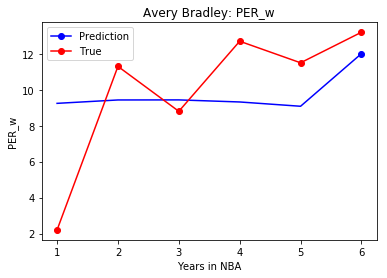 Avery Bradley: PER_w
Prediction
True
12
10
8
6
4
2
PER_w
1 2 3 4 5 6
Years in NBA